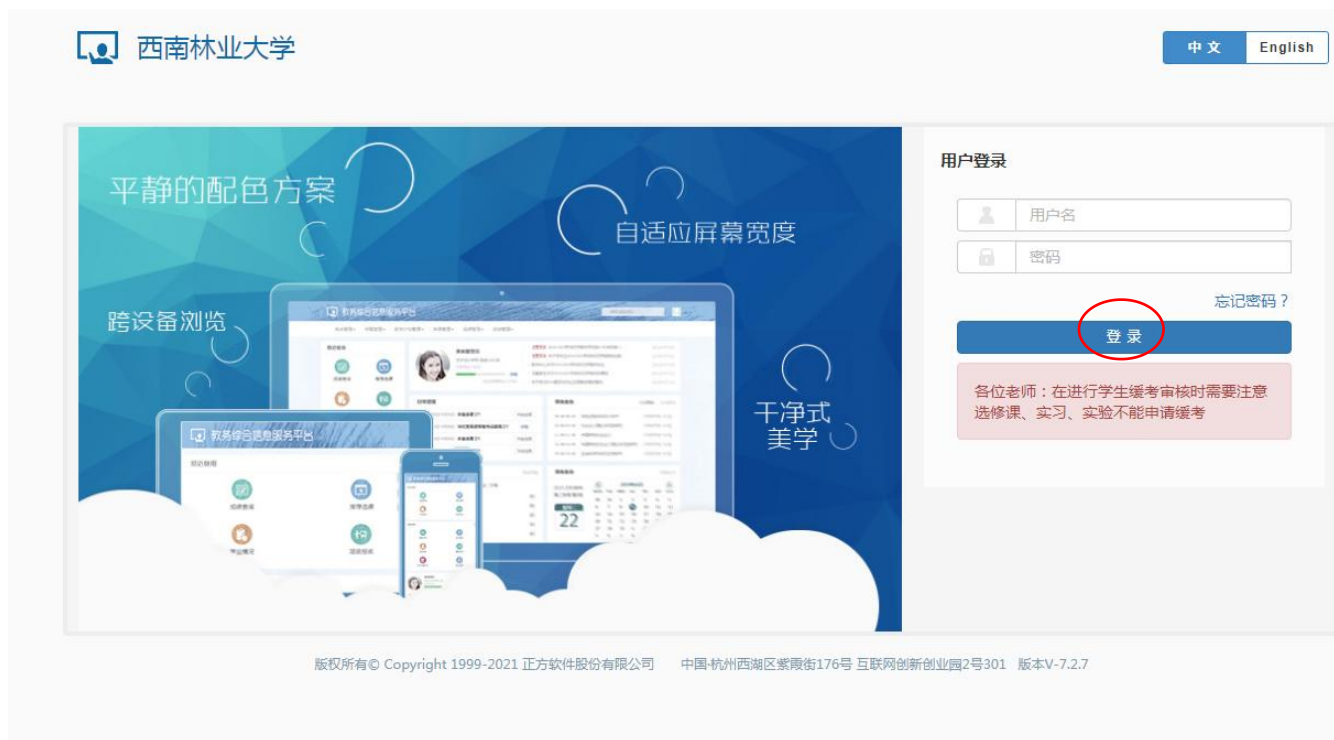 西南林业大学
中 文 English
平静的配色方案
自适应屏幕宽度
跨设备浏览
干净式
美学
教务综合信息服务平台
教务综合信息服务平台
22
用户登录
用户名
密码
忘记密码？
登 录
各位老师：在进行学生缓考审核时需要注意
选修课、实习、实验不能申请缓考
版权所有© Copyright 1999-2021 正方软件股份有限公司 中国·杭州西湖区紫霞街176号 互联网创新创业园2号301 版本V-7.2.7